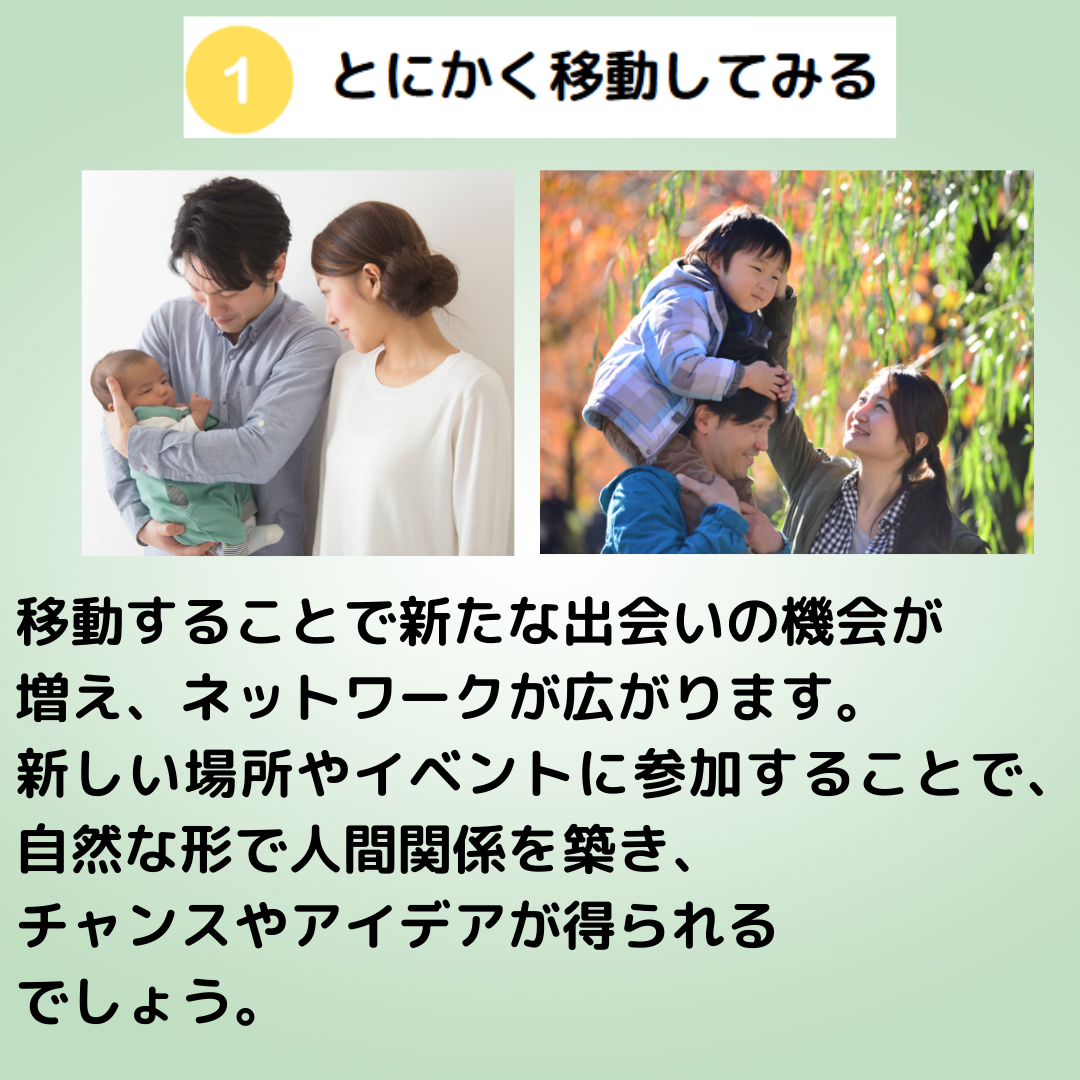 1 とにかく移動してみる
移動することで新たな出会いの機会が
増え、ネットワークが広がります。
新しい場所やイベントに参加することで、
自然な形で人間関係を築き、
チャンスやアイデアが得られる
でしょう。